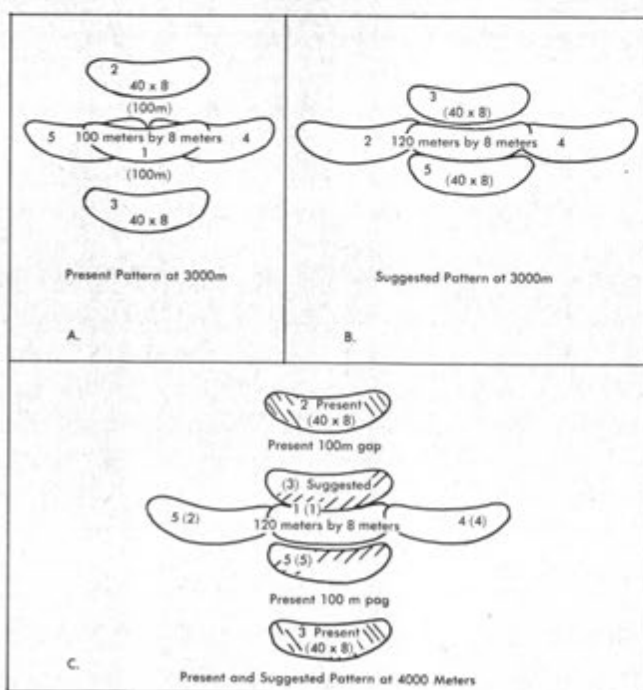 2
40 x 8
(100m)
5 100 meters by 8 meters 4
1
(100m)
3
40 x 8
Present Pattern at 3000m
A.
3
(40 x 8)
2 120 meters by 8 meters 4
5
(40 x 8)
Suggested Pattern at 3000m
B.
2 Present
(40 x 8)
Present 100m gap
(3) Suggested
1 (1)
5 (2) 4 (4)
120 meters by 8 meters
5 (5)
Present 100 m pag
3 Present
(40 x 8)
C.
Present and Suggested Pattern at 4000 Meters